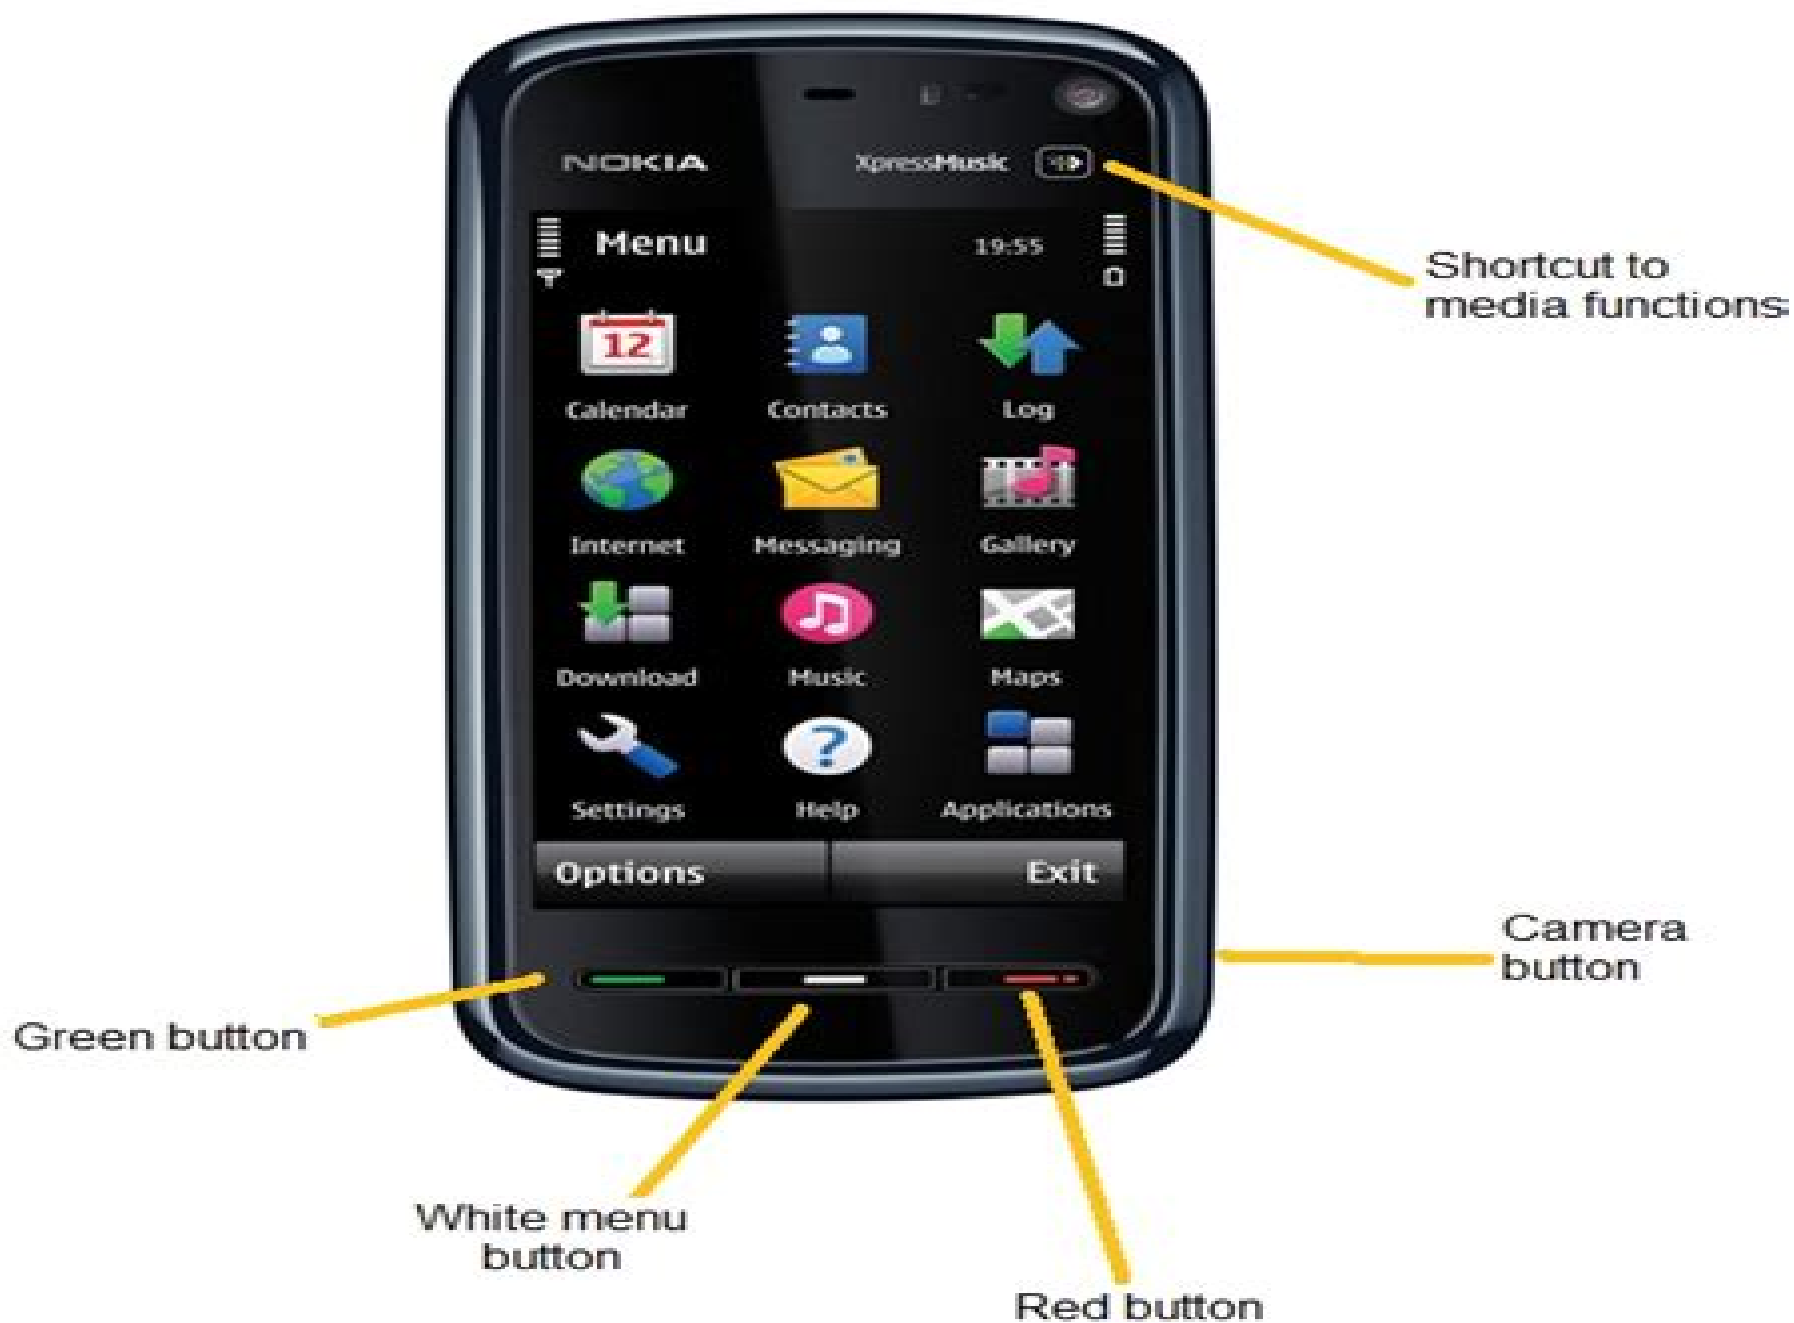 NOKIA
XpressMusic
Menu
19:55
Shortcut to
media functions
12
Calendar
Contacts
Log
Internet
Messaging
Gallery
Download
Music
Maps
Settings
?
Help
Applications
Options
Exit
Camera
button
Green button
White menu
button
Red button